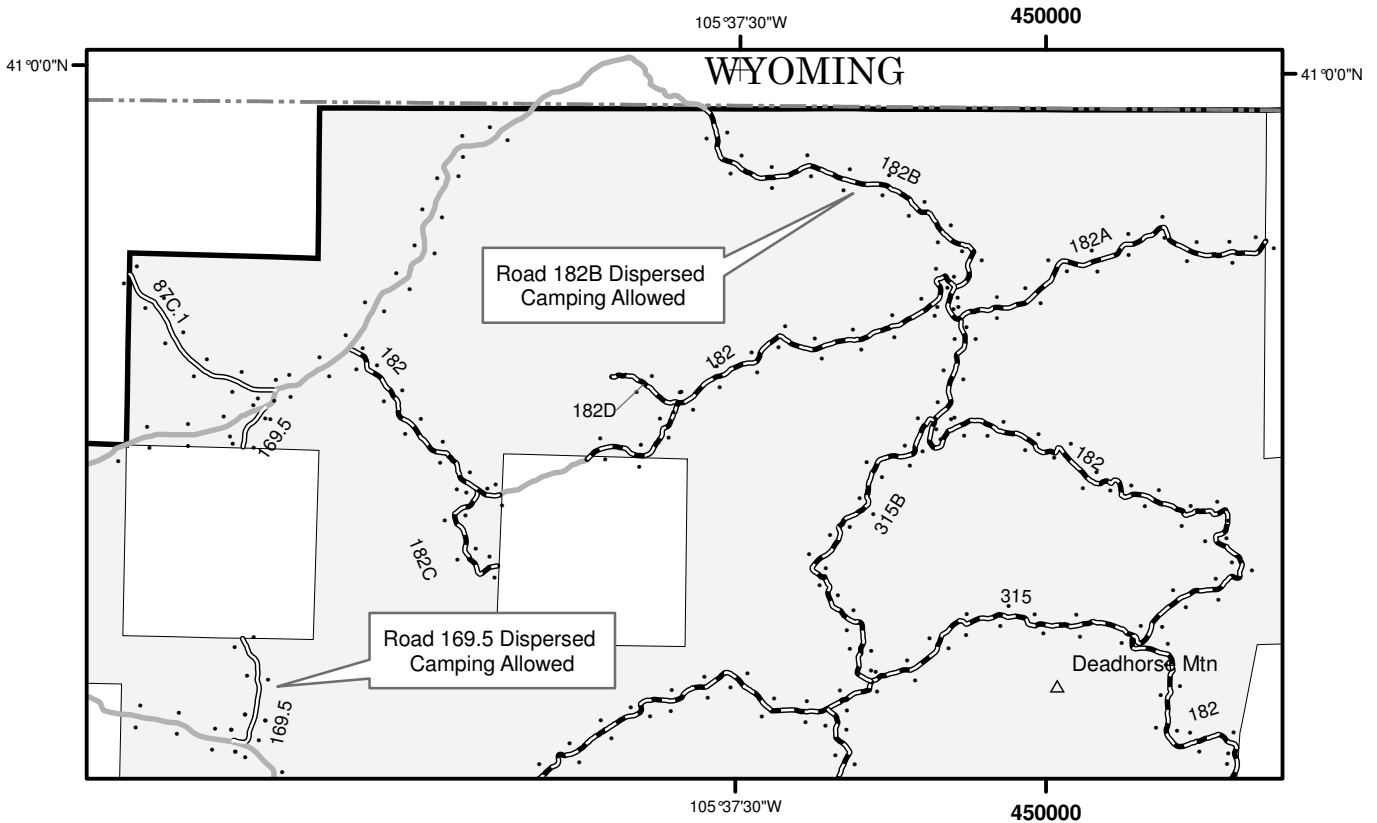 105°37'30"W
450000
41°0'0"N
WYOMING
41°0'0"N
182B
182A
Road 182B Dispersed
Camping Allowed
87C.1
182
182
182D
169.5
182
315B
182C
315
Road 169.5 Dispersed
Camping Allowed
Deadhorse Mtn
169.5
182
105°37'30"W
450000